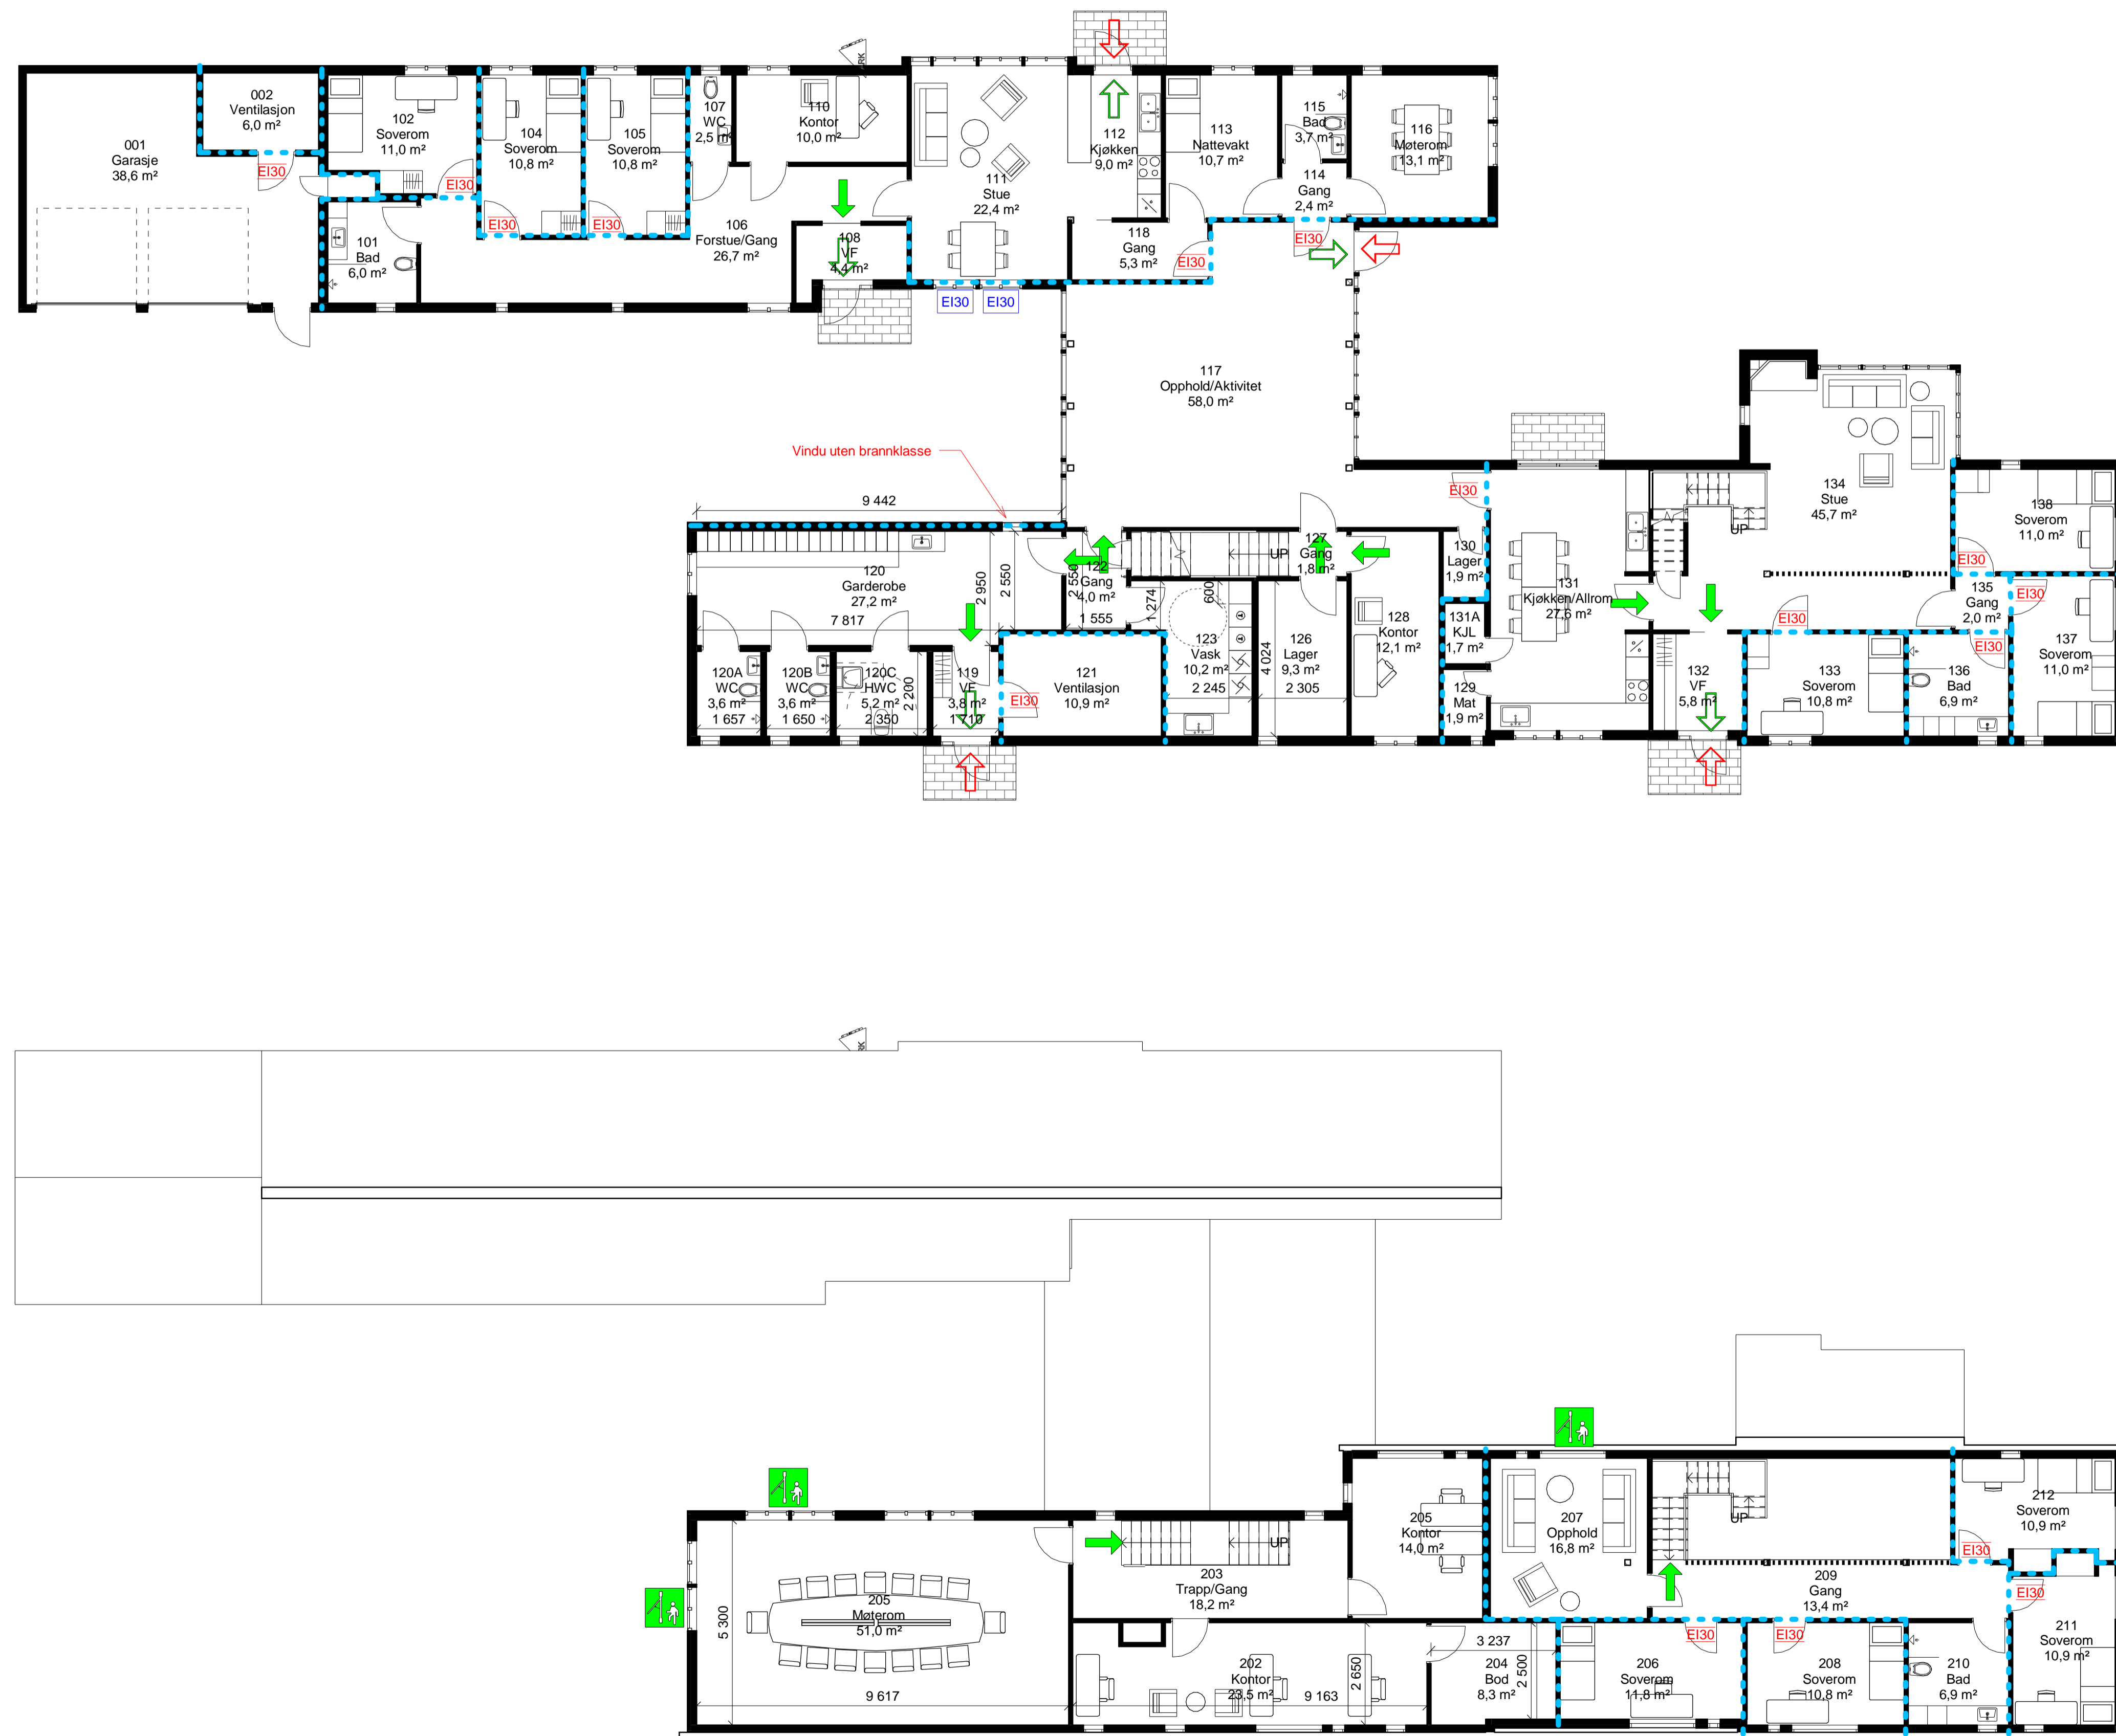 002
Ventilasjon
6,0 m²
001
Garasje
38,6 m²
EI30
102
Soverom
11,0 m²
EI30
104
Soverom
10,8 m²
EI30
105
Soverom
10,8 m²
EI30
101
Bad
6,0 m²
107
WC
2,5 m²
110
Kontor
10,0 m²
106
Forstue/Gang
26,7 m²
108
VF
4,4 m²
111
Stue
22,4 m²
EI30
EI30
112
Kjøkken
9,0 m²
113
Nattevakt
10,7 m²
115
Bad
3,7 m²
116
Møterom
13,1 m²
114
Gang
2,4 m²
118
Gang
5,3 m²
EI30
EI30
117
Opphold/Aktivitet
58,0 m²
Vindu uten brannklasse
9 442
120
Garderobe
27,2 m²
7 817
2 950
2 550
2 550
122
Gang
4,0 m²
1 555
1 274
600
UP
127
Gang
1,8 m²
EI30
130
Lager
1,9 m²
131
Kjøkken/Allrom
27,6 m²
131A
KJL
1,7 m²
129
Mat
1,9 m²
128
Kontor
12,1 m²
126
Lager
9,3 m²
2 305
4 024
123
Vask
10,2 m²
2 245
121
Ventilasjon
10,9 m²
EI30
119
VF
3,8 m²
1 710
120C
HWC
5,2 m²
2 350
2 200
120B
WC
3,6 m²
1 650
120A
WC
3,6 m²
1 657
UP
134
Stue
45,7 m²
138
Soverom
11,0 m²
EI30
135
Gang
2,0 m²
EI30
EI30
EI30
132
VF
5,8 m²
133
Soverom
10,8 m²
136
Bad
6,9 m²
137
Soverom
11,0 m²
205
Møterom
51,0 m²
5 300
9 617
UP
203
Trapp/Gang
18,2 m²
205
Kontor
14,0 m²
207
Opphold
16,8 m²
UP
209
Gang
13,4 m²
212
Soverom
10,9 m²
EI30
EI30
211
Soverom
10,9 m²
202
Kontor
23,5 m²
9 163
2 650
3 237
204
Bod
8,3 m²
2 500
EI30
206
Soverom
11,8 m²
EI30
208
Soverom
10,8 m²
210
Bad
6,9 m²